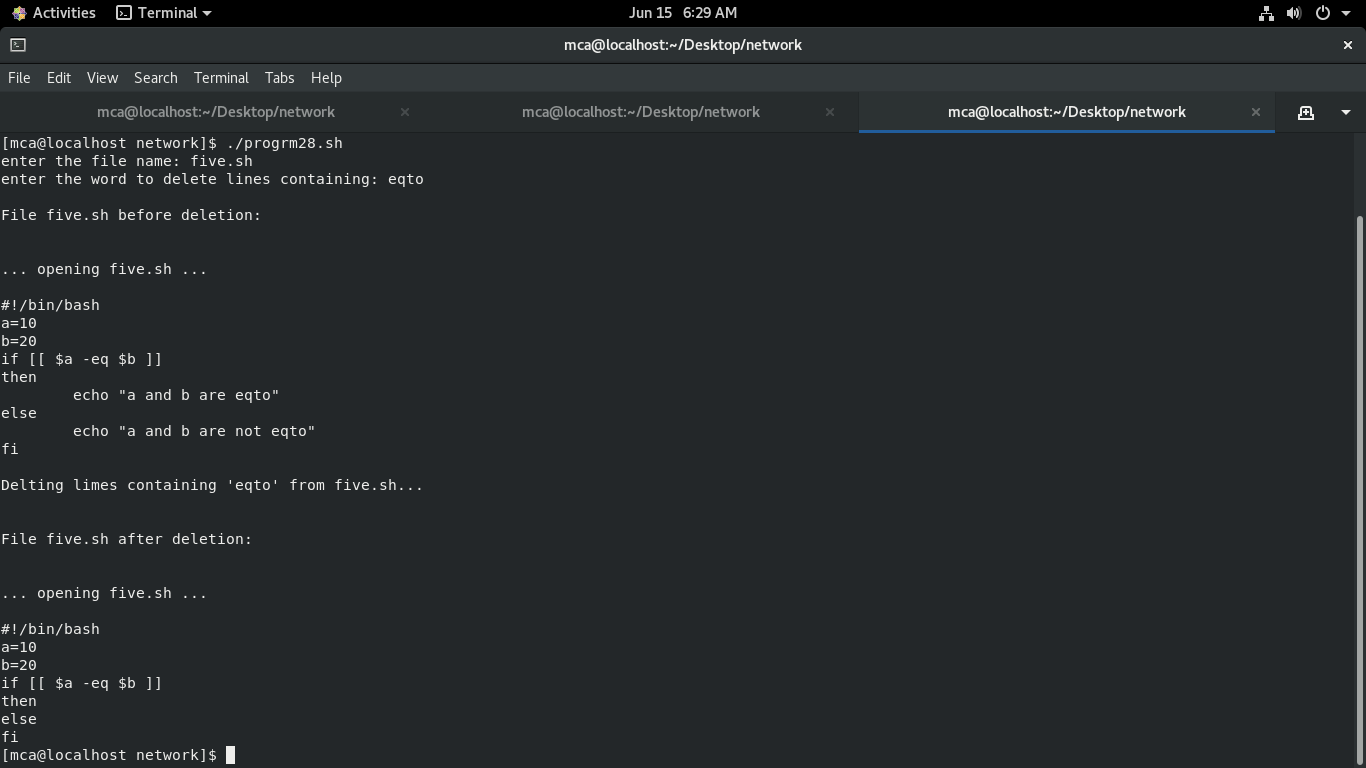 Activities Terminal Jun 15 6:29 AM
mca@localhost:~/Desktop/network
File Edit View Search Terminal Tabs Help
mca@localhost:~/Desktop/network mca@localhost:~/Desktop/network mca@localhost:~/Desktop/network
[mca@localhost network]$ ./progrm28.sh
enter the file name: five.sh
enter the word to delete lines containing: eqto
File five.sh before deletion:
... opening five.sh ...
#!/bin/bash
a=10
b=20
if [[ $a -eq $b ]]
then
        echo "a and b are eqto"
else
        echo "a and b are not eqto"
fi
Delting limes containing 'eqto' from five.sh...
File five.sh after deletion:
... opening five.sh ...
#!/bin/bash
a=10
b=20
if [[ $a -eq $b ]]
then
else
fi
[mca@localhost network]$